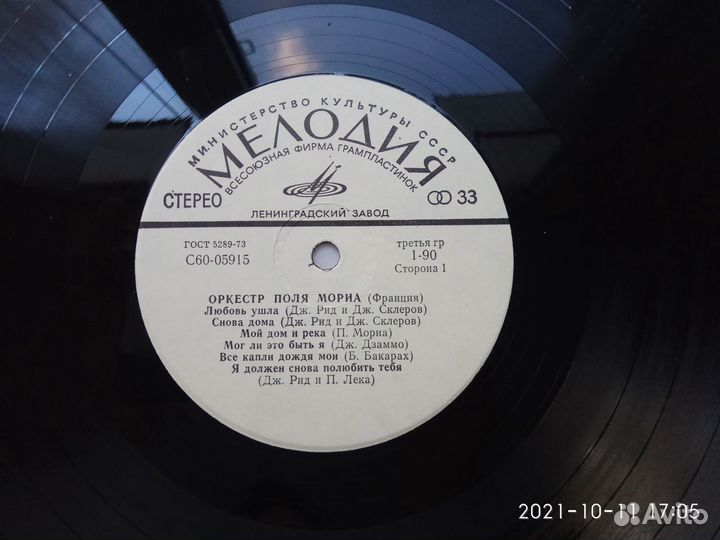 МИНИСТЕРСТВО КУЛЬТУРЫ СССР
МЕЛОДИЯ
ВСЕСОЮЗНАЯ ФИРМА ГРАМПЛАСТИНОК
СТЕРЕО 33
ЛЕНИНГРАДСКИЙ ЗАВОД
ГОСТ 5289-73 третья гр
С60-05915 1-90
Сторона 1
ОРКЕСТР ПОЛЯ МОРИА (Франция)
Любовь ушла (Дж. Рид и Дж. Склеров)
Снова дома (Дж. Рид и Дж. Склеров)
Мой дом и река (П. Мориа)
Мог ли это быть я (Дж. Дзаммо)
Все капли дождя мои (Б. Бакарах)
Я должен снова полюбить тебя
(Дж. Рид и П. Лека)
2021-10-11 17:05
Avito